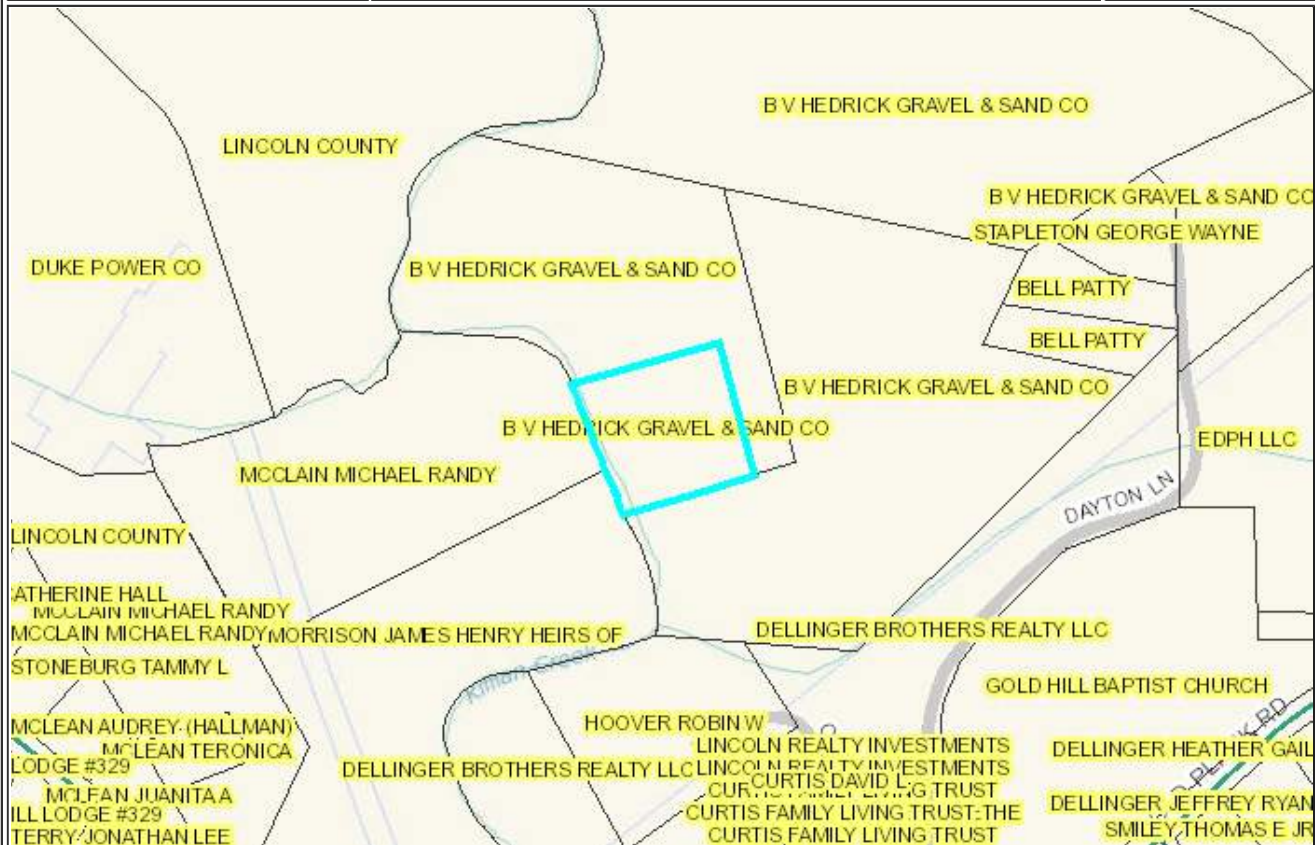 B V HEDRICK GRAVEL & SAND CO
LINCOLN COUNTY
B V HEDRICK GRAVEL & SAND CO
STAPLETON GEORGE WAYNE
DUKE POWER CO
B V HEDRICK GRAVEL & SAND CO
BELL PATTY
BELL PATTY
B V HEDRICK GRAVEL & SAND CO
B V HEDRICK GRAVEL & SAND CO
EDPH LLC
MCCLAIN MICHAEL RANDY
DAYTON LN
LINCOLN COUNTY
CATHERINE HALL
MCCLAIN MICHAEL RANDY
MCCLAIN MICHAEL RANDY
MORRISON JAMES HENRY HEIRS OF
DELLINGER BROTHERS REALTY LLC
STONEBURG TAMMY L
Killian Creek
GOLD HILL BAPTIST CHURCH
MCLEAN AUDREY (HALLMAN)
HOOVER ROBIN W
MCLEAN TERONICA
LINCOLN REALTY INVESTMENTS
DELLINGER HEATHER GAIL
LODGE #329
DELLINGER BROTHERS REALTY LLC
LINCOLN REALTY INVESTMENTS
CURTIS DAVID L
CURTIS FAMILY LIVING TRUST
MCLEAN JUANITA A
DELLINGER JEFFREY RYAN
ILL LODGE #329
CURTIS FAMILY LIVING TRUST-THE
SMILEY THOMAS E JR
TERRY JONATHAN LEE
CURTIS FAMILY LIVING TRUST